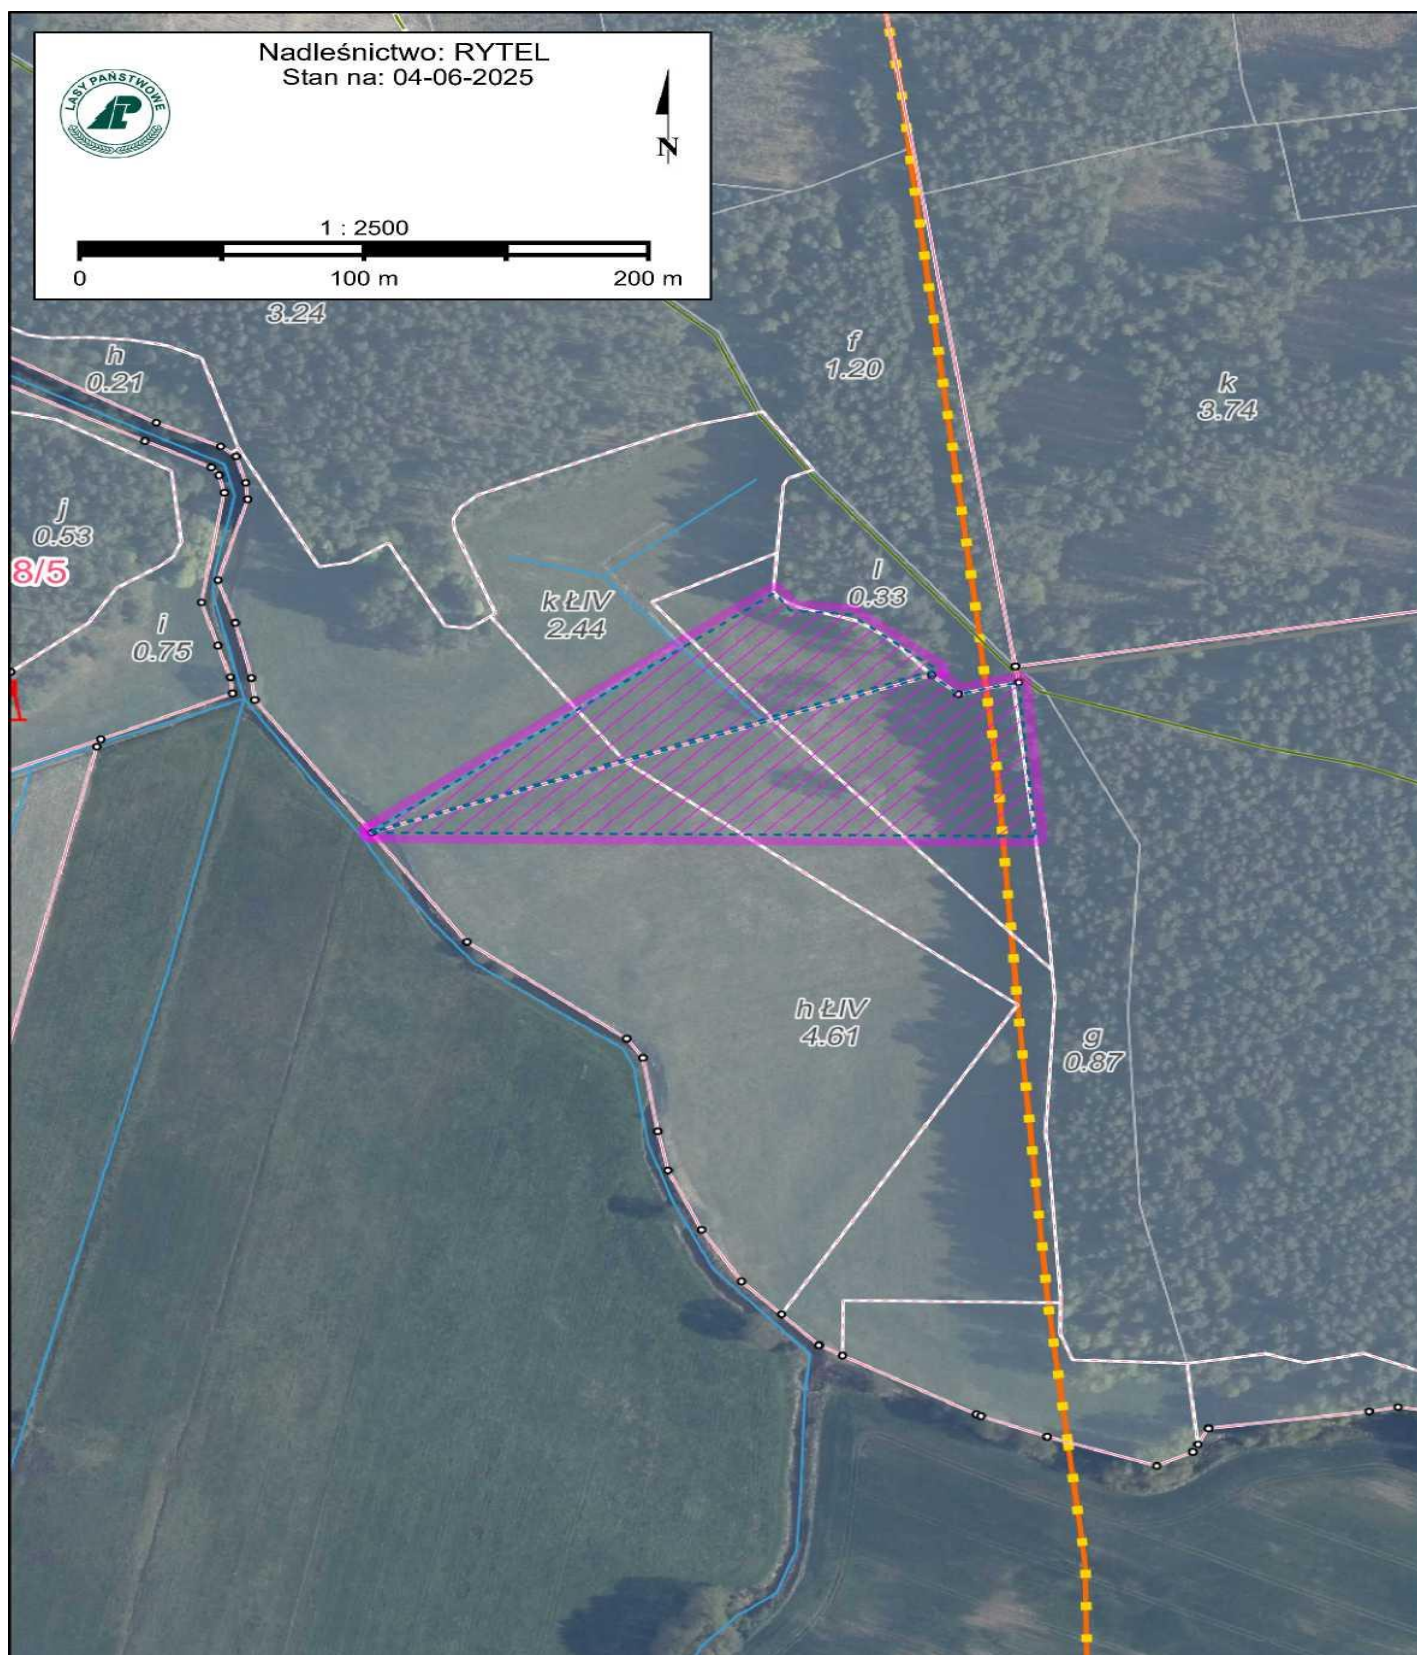 Nadleśnictwo: RYTEL
Stan na: 04-06-2025
LASY PAŃSTWOWE
N
1 : 2500
0 100 m 200 m
3.24
h
0.21
f
1.20
k
3.74
j
0.53
8/5
i
0.75
k ŁIV
2.44
l
0.33
h ŁIV
4.61
g
0.87